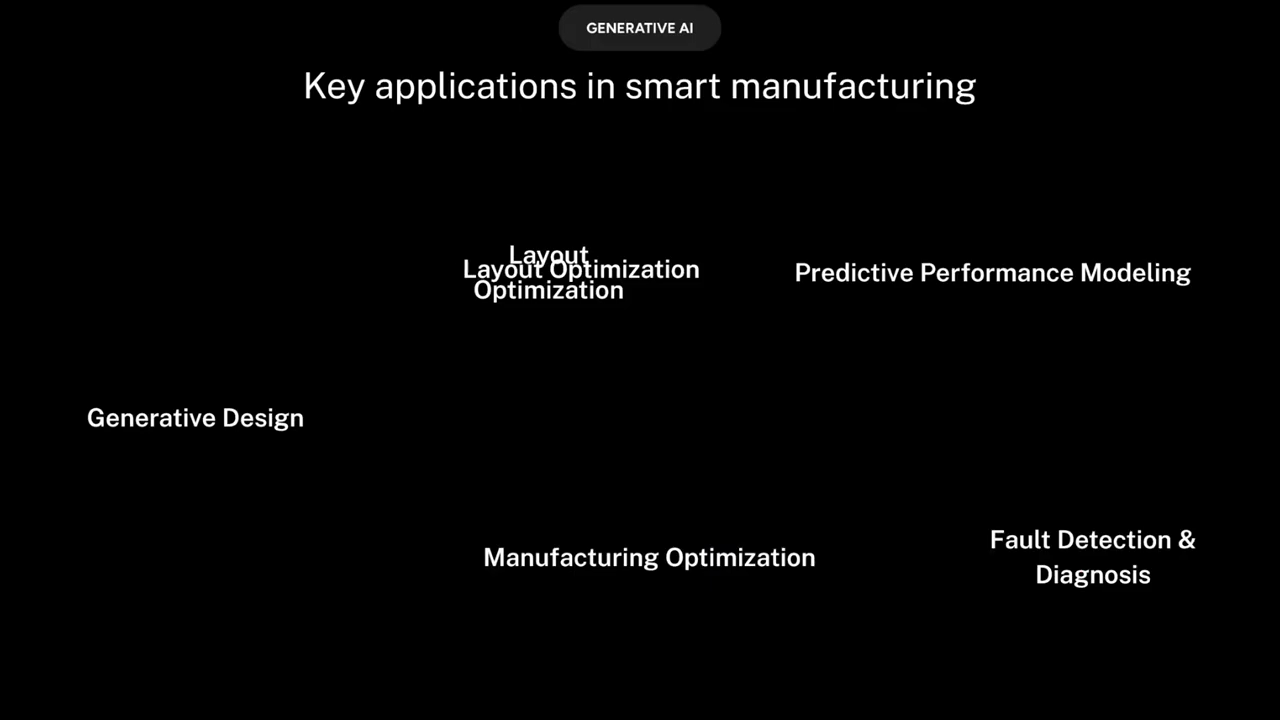 GENERATIVE AI
Key applications in smart manufacturing
Layout
Optimization
Layout Optimization
Predictive Performance Modeling
Generative Design
Manufacturing Optimization
Fault Detection &
Diagnosis